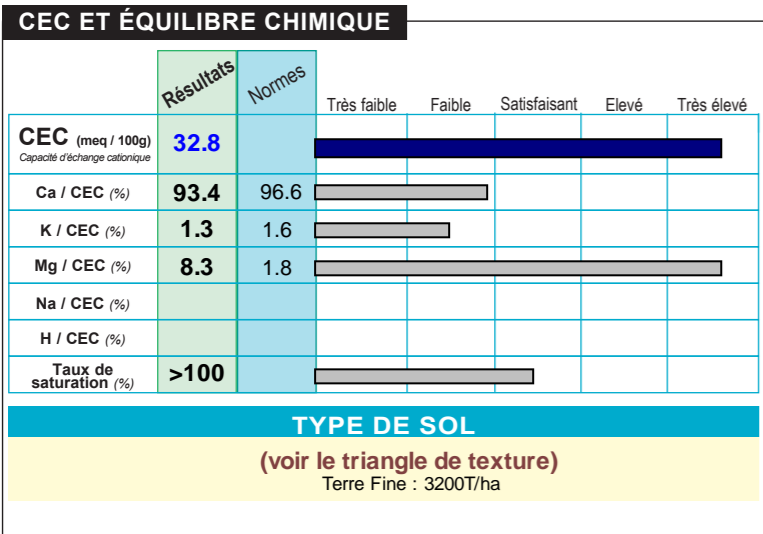 CEC ET ÉQUILIBRE CHIMIQUE
Résultats Normes Très faible Faible Satisfaisant Elevé Très élevé
CEC (meq / 100g) 32.8
Capacité d'échange cationique
Ca / CEC (%) 93.4 96.6
K / CEC (%) 1.3 1.6
Mg / CEC (%) 8.3 1.8
Na / CEC (%)
H / CEC (%)
Taux de
saturation (%) >100
TYPE DE SOL
(voir le triangle de texture)
Terre Fine : 3200T/ha